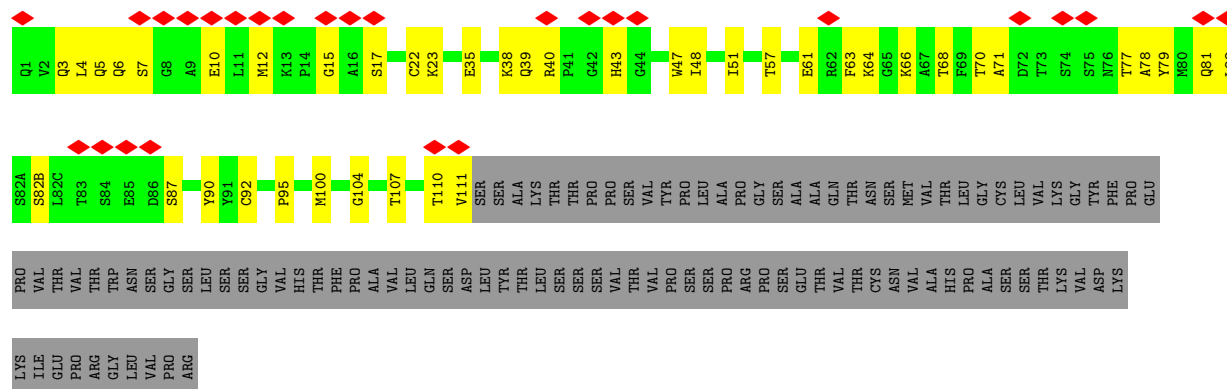 Q1 V2 Q3 L4 Q5 Q6 S7 G8 A9 E10 L11 M12 K13 P14 G15 A16 S17 C22 K23 E35 K38 Q39 R40 P41 G42 H43 G44 W47 I48 I51 T57 E61 R62 F63 K64 G65 K66 A67 T68 F69 T70 A71 D72 T73 S74 S75 N76 T77 A78 Y79 M80 Q81
S82A S82B L82C T83 S84 E85 D86 S87 Y90 Y91 C92 P95 M100 G104 T107 T110 V111 SER SER ALA LYS THR THR PRO PRO SER VAL TYR PRO LEU ALA PRO GLY SER ALA ALA GLN THR ASN SER MET VAL THR LEU GLY CYS LEU VAL LYS GLY TYR PHE PRO GLU
PRO VAL THR VAL THR TRP ASN SER GLY SER LEU SER SER GLY VAL HIS THR PHE PRO ALA VAL LEU GLN SER ASP LEU TYR THR LEU SER SER SER VAL THR VAL PRO SER SER PRO ARG PRO SER GLU THR VAL THR CYS ASN VAL ALA HIS PRO ALA SER SER THR LYS VAL ASP LYS
LYS ILE GLU PRO ARG GLY LEU VAL PRO ARG